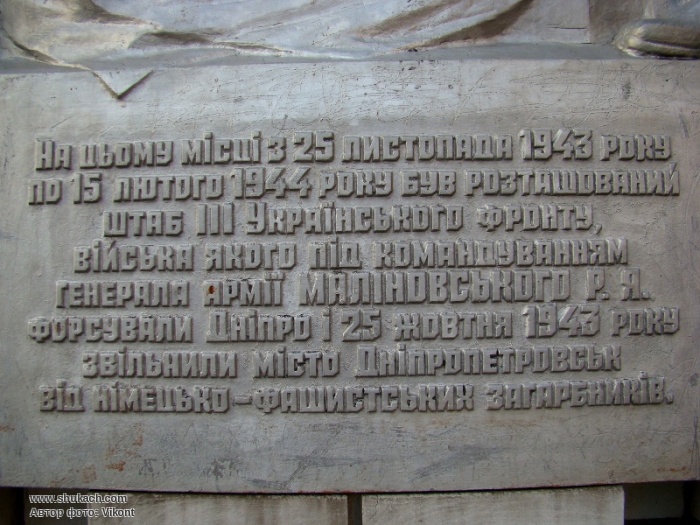 На цьому місці з 25 листопада 1943 року
по 15 лютого 1944 року був розташований
штаб III Українського фронту,
війська якого під командуванням
генерала армії МАЛІНОВСЬКОГО Р. Я.
форсували Дніпро і 25 жовтня 1943 року
звільнили місто Дніпропетровськ
від німецько-фашистських загарбників.
www.shukach.com
Автор фото: Vikont